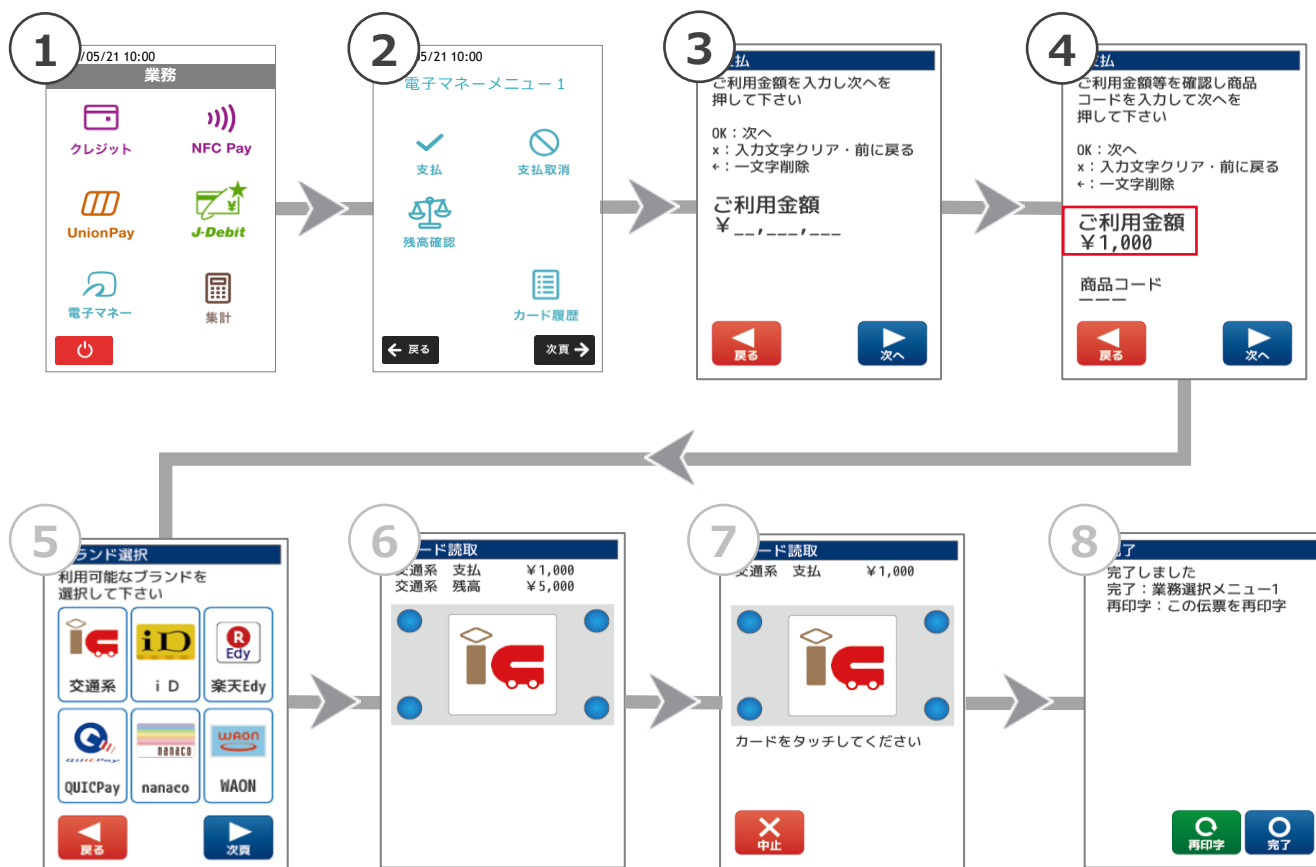 1
/05/21 10:00
業務
クレジット
NFC Pay
UnionPay
J-Debit
電子マネー
集計
2
05/21 10:00
電子マネーメニュー1
支払
支払取消
残高確認
カード履歴
← 戻る
次頁 →
3
支払
ご利用金額を入力し次へを
押して下さい
OK:次へ
×:入力文字クリア・前に戻る
←:一文字削除
ご利用金額
¥__,___,___
戻る
次へ
4
支払
ご利用金額等を確認し商品
コードを入力して次へを
押して下さい
OK:次へ
×:入力文字クリア・前に戻る
←:一文字削除
ご利用金額
¥1,000
商品コード
___
戻る
次へ
5
ブランド選択
利用可能なブランドを
選択して下さい
交通系
iD
iD
R
Edy
楽天Edy
QUICPay
QUICPay
nanaco
nanaco
WAON
WAON
戻る
次頁
6
カード読取
交通系 支払 ¥1,000
交通系 残高 ¥5,000
7
カード読取
交通系 支払 ¥1,000
カードをタッチしてください
中止
8
完了
完了しました
完了:業務選択メニュー1
再印字:この伝票を再印字
再印字
完了